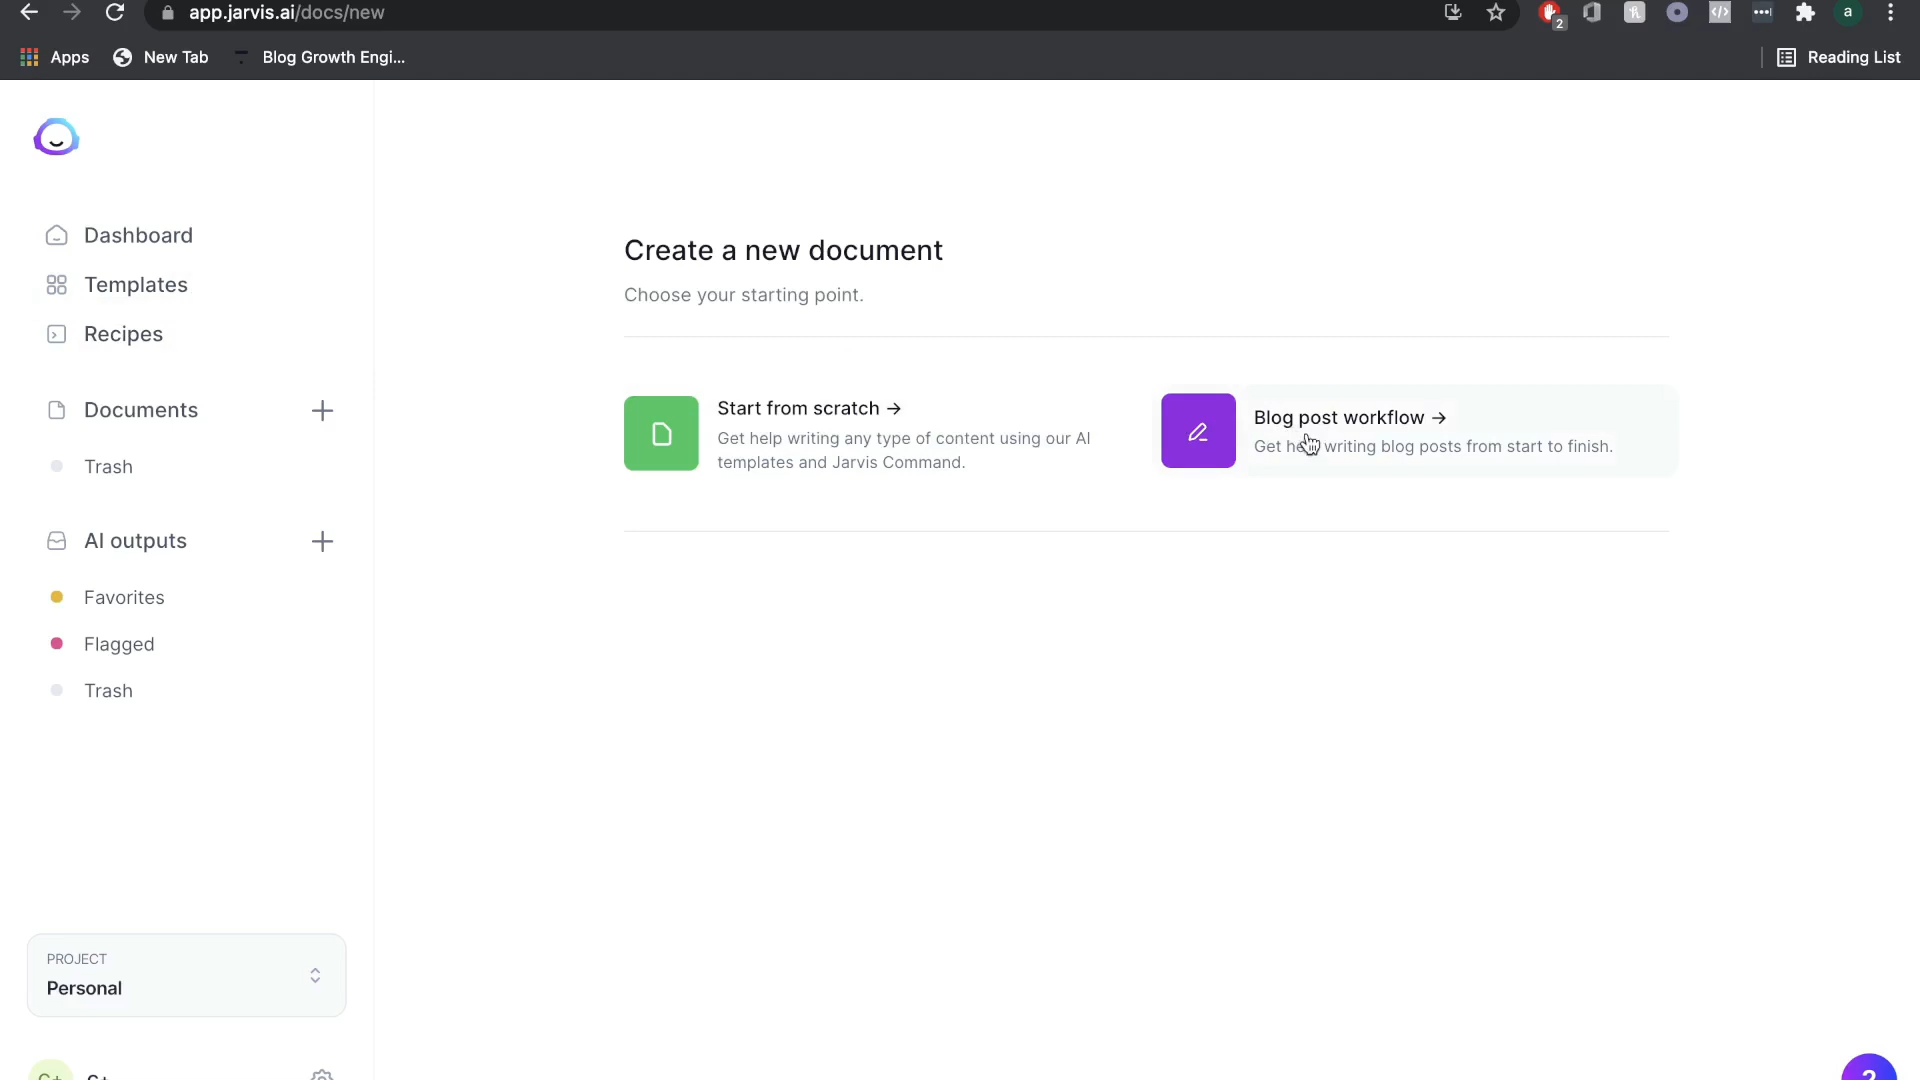 app.jarvis.ai/docs/new
2
a
Apps
New Tab
Blog Growth Engi...
Reading List
Dashboard
Templates
Recipes
Documents
Trash
AI outputs
Favorites
Flagged
Trash
PROJECT
Personal
Create a new document
Choose your starting point.
Start from scratch →
Get help writing any type of content using our AI
templates and Jarvis Command.
Blog post workflow →
Get help writing blog posts from start to finish.
?